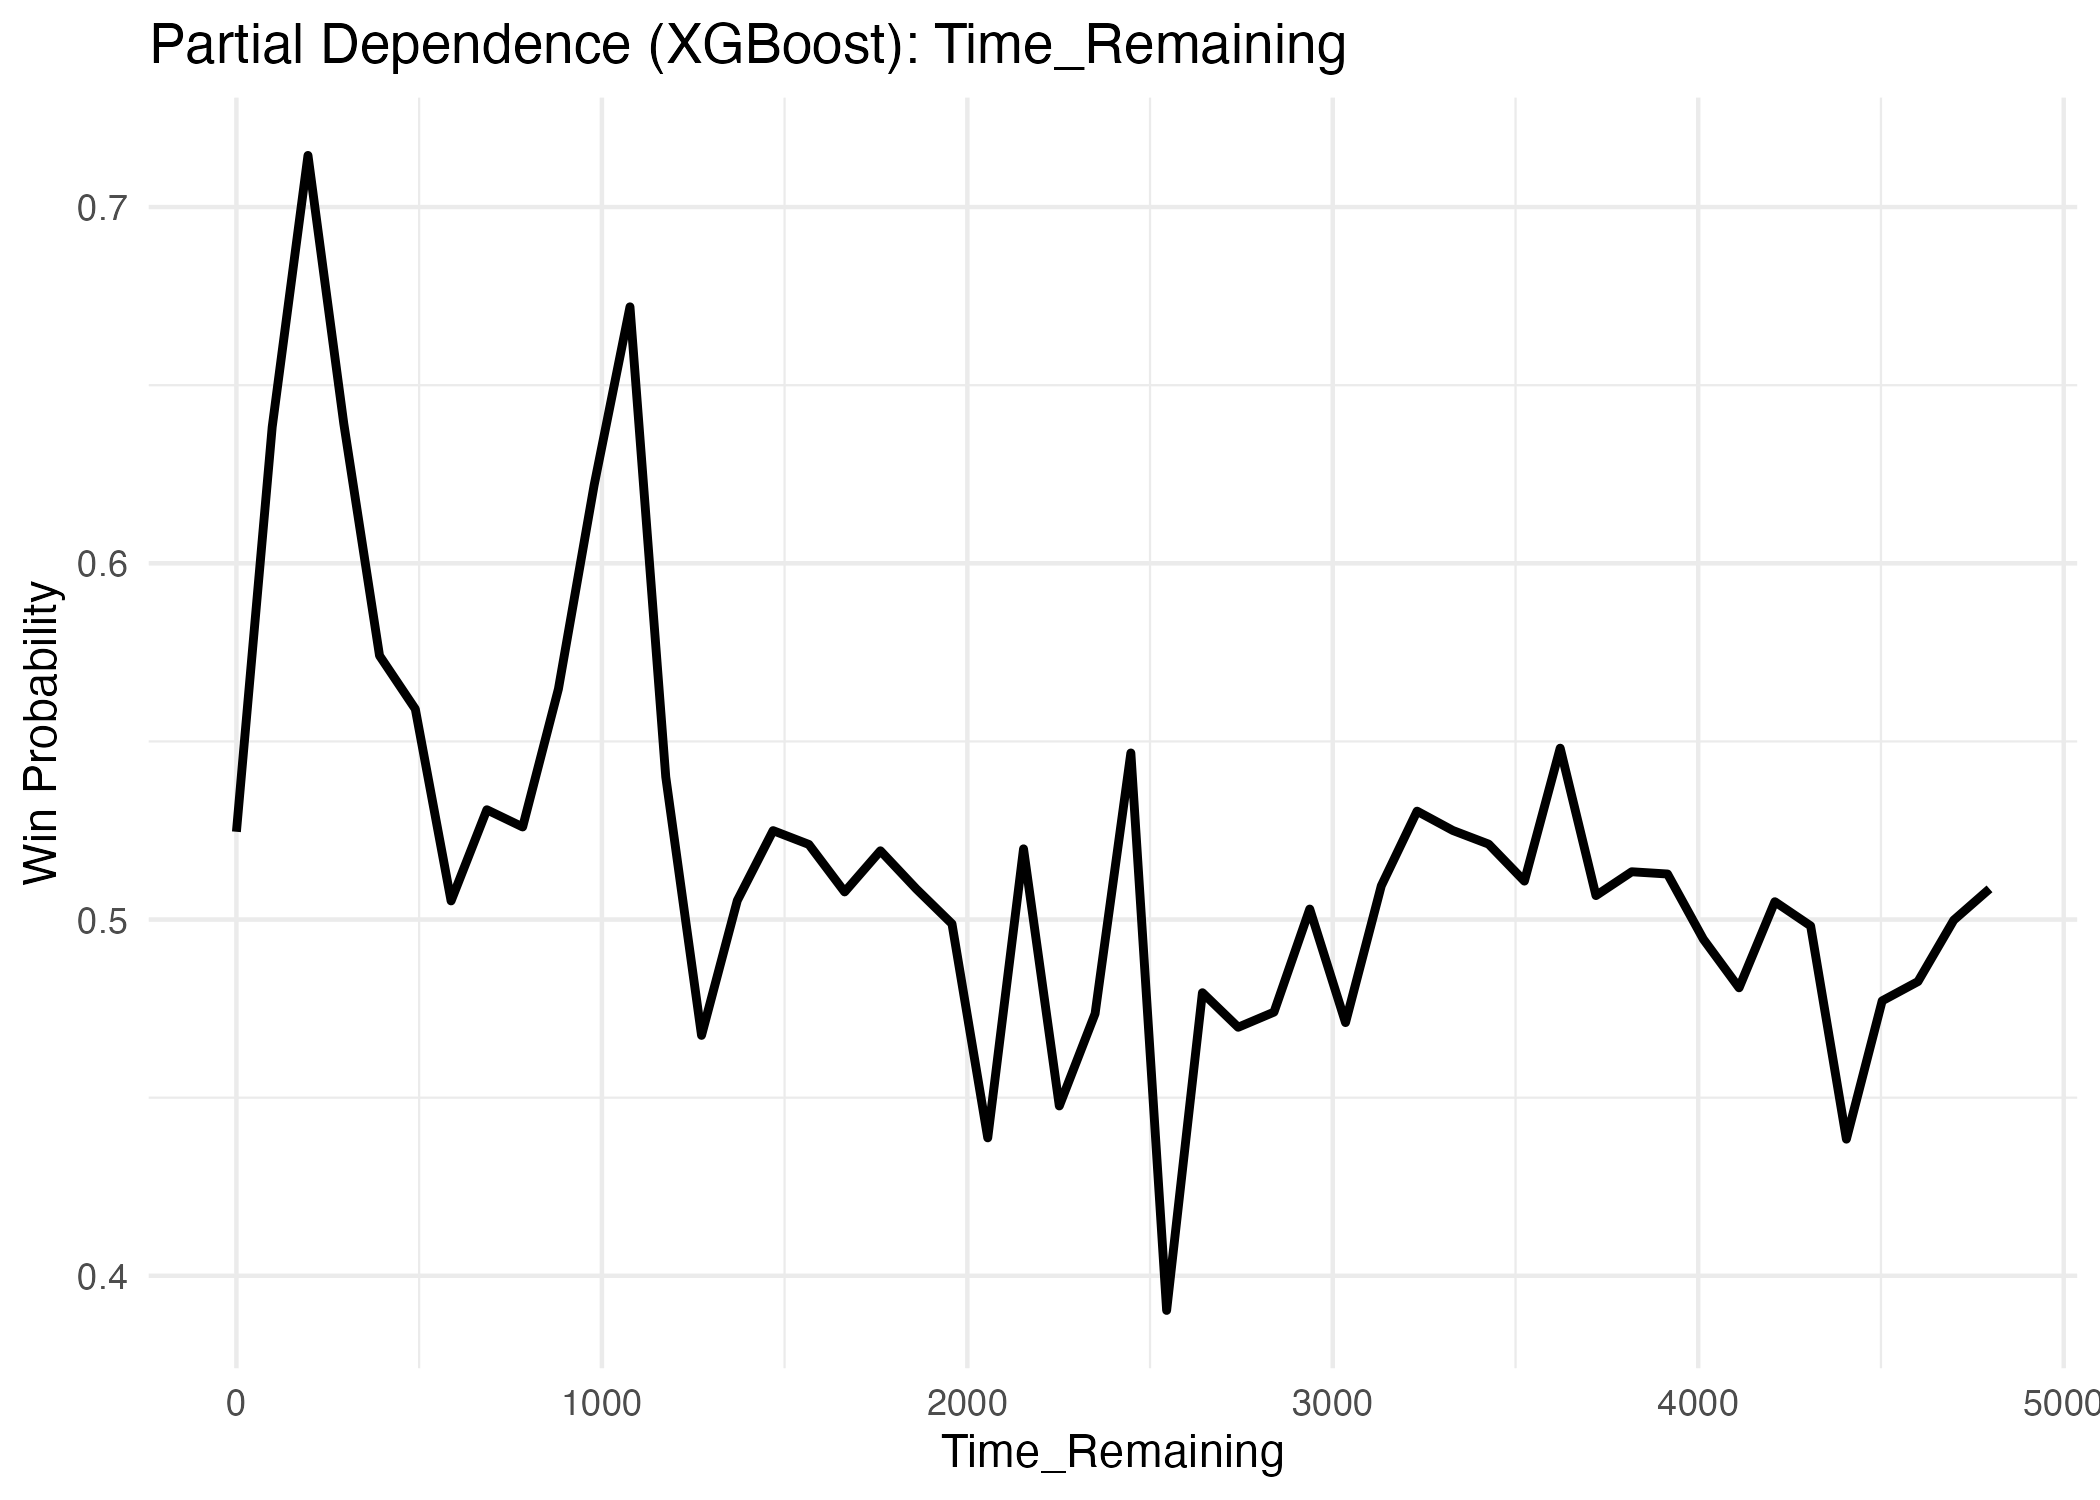 Partial Dependence (XGBoost): Time_Remaining
Win Probability
0.7
0.6
0.5
0.4
0 1000 2000 3000 4000 5000
Time_Remaining